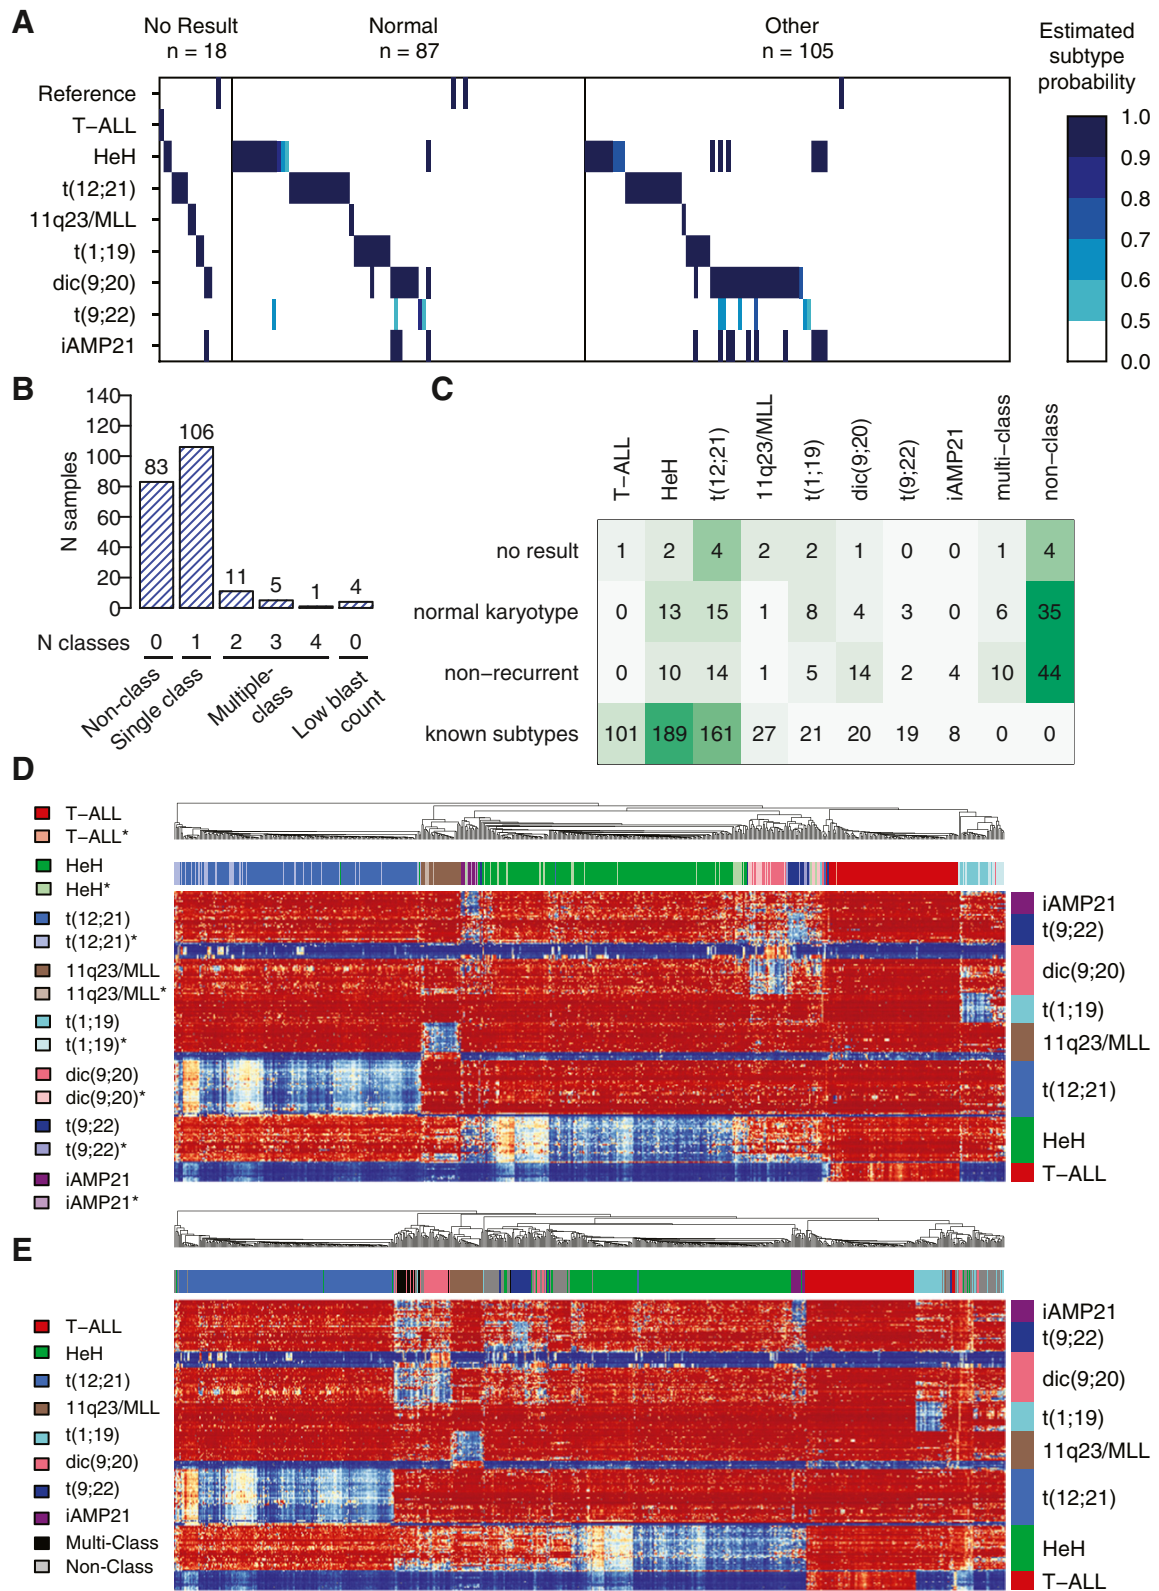 A
No Result
n = 18
Normal
n = 87
Other
n = 105
Estimated
subtype
probability
Reference
T−ALL
HeH
t(12;21)
11q23/MLL
t(1;19)
dic(9;20)
t(9;22)
iAMP21
1.0
0.9
0.8
0.7
0.6
0.5
0.0
B
N samples
140
120
100
80
60
40
20
0
83
106
11
5
1
4
N classes
0 1 2 3 4 0
Non−class
Single class
Multiple−
class
Low blast
count
C
T−ALL
HeH
t(12;21)
11q23/MLL
t(1;19)
dic(9;20)
t(9;22)
iAMP21
multi−class
non−class
no result 1 2 4 2 2 1 0 0 1 4
normal karyotype 0 13 15 1 8 4 3 0 6 35
non−recurrent 0 10 14 1 5 14 2 4 10 44
known subtypes 101 189 161 27 21 20 19 8 0 0
D
T−ALL
T−ALL*
HeH
HeH*
t(12;21)
t(12;21)*
11q23/MLL
11q23/MLL*
t(1;19)
t(1;19)*
dic(9;20)
dic(9;20)*
t(9;22)
t(9;22)*
iAMP21
iAMP21*
iAMP21
t(9;22)
dic(9;20)
t(1;19)
11q23/MLL
t(12;21)
HeH
T−ALL
E
T−ALL
HeH
t(12;21)
11q23/MLL
t(1;19)
dic(9;20)
t(9;22)
iAMP21
Multi−Class
Non−Class
iAMP21
t(9;22)
dic(9;20)
t(1;19)
11q23/MLL
t(12;21)
HeH
T−ALL